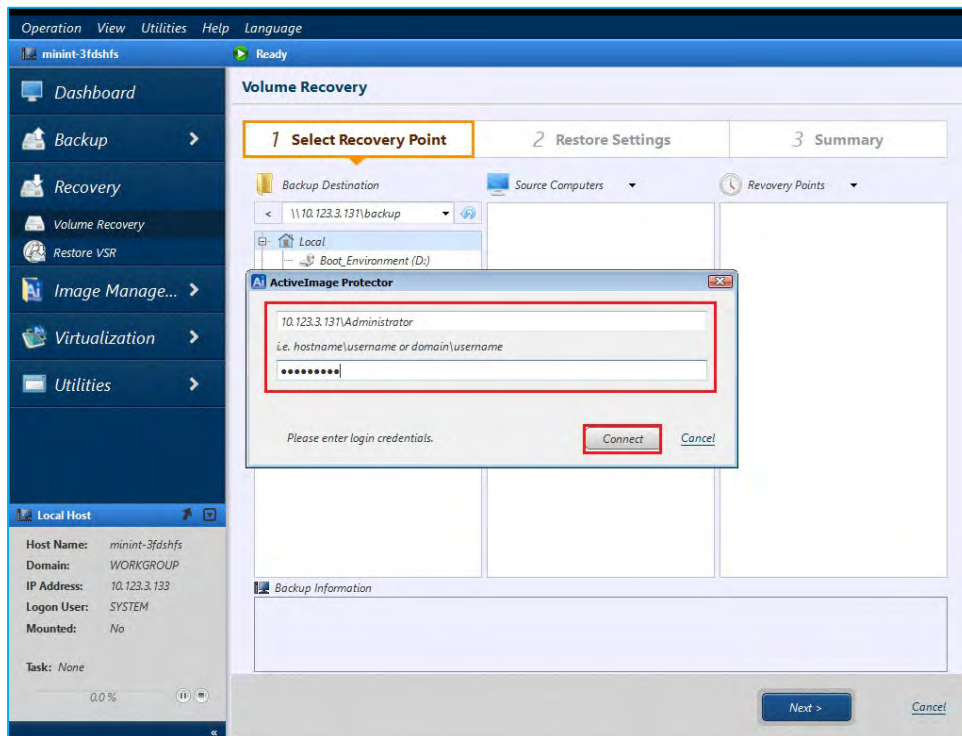 Operation View Utilities Help Language
minint-3fdshfs
Ready
Dashboard
Backup
Recovery
Volume Recovery
Restore VSR
Image Manage...
Virtualization
Utilities
Volume Recovery
1 Select Recovery Point
2 Restore Settings
3 Summary
Backup Destination
Source Computers
Revovery Points
< \\10.123.3.131\backup
Local
Boot_Environment (D:)
Ai ActiveImage Protector
10.123.3.131\Administrator
i.e. hostname\username or domain\username
•••••••••
Please enter login credentials.
Connect
Cancel
Backup Information
Local Host
Host Name: minint-3fdshfs
Domain: WORKGROUP
IP Address: 10.123.3.133
Logon User: SYSTEM
Mounted: No
Task: None
0.0 %
«
Next >
Cancel